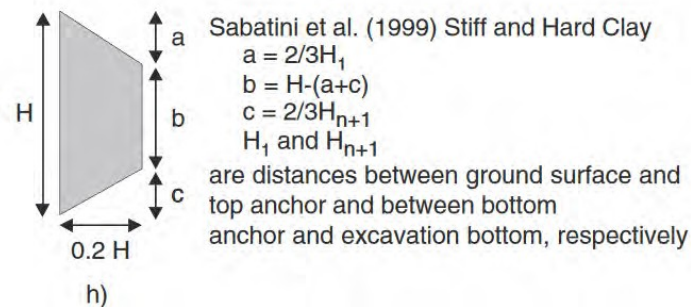 a
b
c
H
0.2 H
h)
Sabatini et al. (1999) Stiff and Hard Clay
a = 2/3H₁
b = H-(a+c)
c = 2/3Hₙ₊₁
H₁ and Hₙ₊₁
are distances between ground surface and
top anchor and between bottom
anchor and excavation bottom, respectively